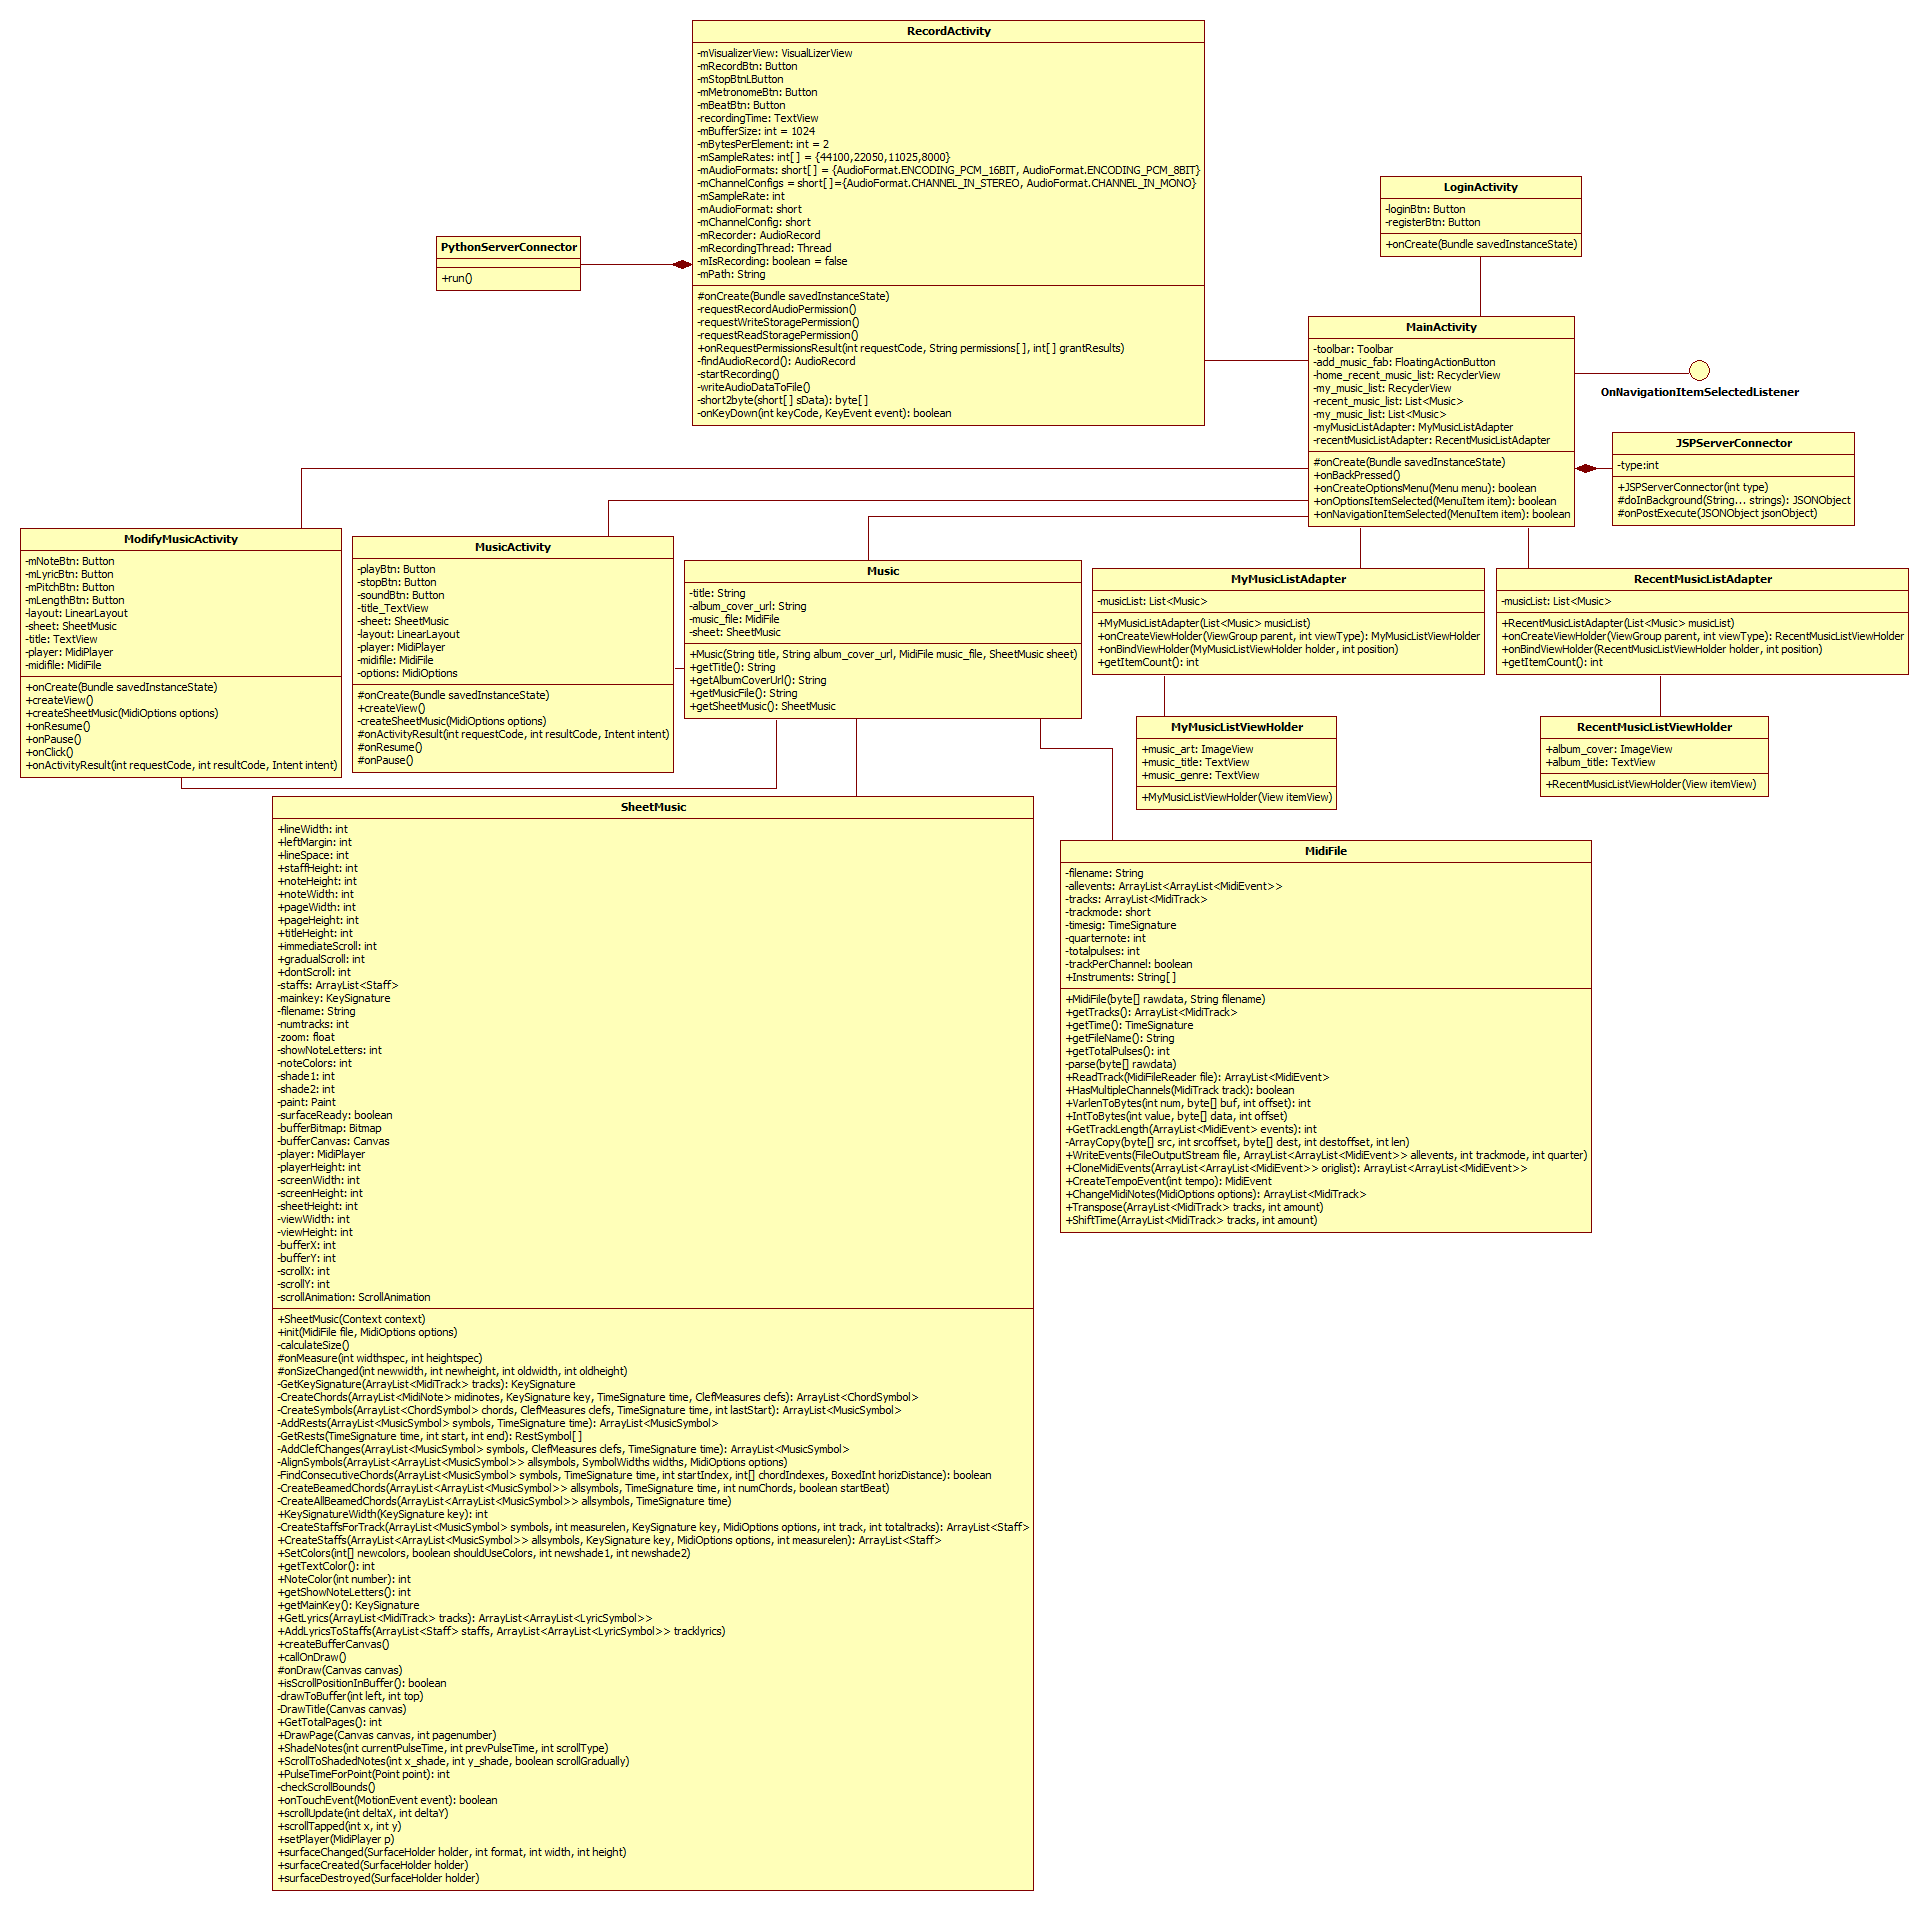 RecordActivity
-mVisualizerView: VisualLizerView
-mRecordBtn: Button
-mStopBtnLButton
-mMetronomeBtn: Button
-mBeatBtn: Button
-recordingTime: TextView
-mBufferSize: int = 1024
-mBytesPerElement: int = 2
-mSampleRates: int[] = {44100,22050,11025,8000}
-mAudioFormats: short[] = {AudioFormat.ENCODING_PCM_16BIT, AudioFormat.ENCODING_PCM_8BIT}
-mChannelConfigs = short[]={AudioFormat.CHANNEL_IN_STEREO, AudioFormat.CHANNEL_IN_MONO}
-mSampleRate: int
-mAudioFormat: short
-mChannelConfig: short
-mRecorder: AudioRecord
-mRecordingThread: Thread
-mIsRecording: boolean = false
-mPath: String
#onCreate(Bundle savedInstanceState)
-requestRecordAudioPermission()
-requestWriteStoragePermission()
-requestReadStoragePermission()
+onRequestPermissionsResult(int requestCode, String permissions[], int[] grantResults)
-findAudioRecord(): AudioRecord
-startRecording()
-writeAudioDataToFile()
-short2byte(short[] sData): byte[]
-onKeyDown(int keyCode, KeyEvent event): boolean
PythonServerConnector
+run()
LoginActivity
-loginBtn: Button
-registerBtn: Button
+onCreate(Bundle savedInstanceState)
MainActivity
-toolbar: Toolbar
-add_music_fab: FloatingActionButton
-home_recent_music_list: RecyclerView
-my_music_list: RecyclerView
-recent_music_list: List<Music>
-my_music_list: List<Music>
-myMusicListAdapter: MyMusicListAdapter
-recentMusicListAdapter: RecentMusicListAdapter
#onCreate(Bundle savedInstanceState)
+onBackPressed()
+onCreateOptionsMenu(Menu menu): boolean
+onOptionsItemSelected(MenuItem item): boolean
+onNavigationItemSelected(MenuItem item): boolean
OnNavigationItemSelectedListener
JSPServerConnector
-type:int
+JSPServerConnector(int type)
#doInBackground(String... strings): JSONObject
#onPostExecute(JSONObject jsonObject)
ModifyMusicActivity
-mNoteBtn: Button
-mLyricBtn: Button
-mPitchBtn: Button
-mLengthBtn: Button
-layout: LinearLayout
-sheet: SheetMusic
-title: TextView
-player: MidiPlayer
-midifile: MidiFile
+onCreate(Bundle savedInstanceState)
+createView()
+createSheetMusic(MidiOptions options)
+onResume()
+onPause()
+onClick()
+onActivityResult(int requestCode, int resultCode, Intent intent)
MusicActivity
-playBtn: Button
-stopBtn: Button
-soundBtn: Button
-title_TextView
-sheet: SheetMusic
-layout: LinearLayout
-player: MidiPlayer
-midifile: MidiFile
-options: MidiOptions
#onCreate(Bundle savedInstanceState)
+createView()
-createSheetMusic(MidiOptions options)
#onActivityResult(int requestCode, int resultCode, Intent intent)
#onResume()
#onPause()
Music
-title: String
-album_cover_url: String
-music_file: MidiFile
-sheet: SheetMusic
+Music(String title, String album_cover_url, MidiFile music_file, SheetMusic sheet)
+getTitle(): String
+getAlbumCoverUrl(): String
+getMusicFile(): String
+getSheetMusic(): SheetMusic
MyMusicListAdapter
-musicList: List<Music>
+MyMusicListAdapter(List<Music> musicList)
+onCreateViewHolder(ViewGroup parent, int viewType): MyMusicListViewHolder
+onBindViewHolder(MyMusicListViewHolder holder, int position)
+getItemCount(): int
RecentMusicListAdapter
-musicList: List<Music>
+RecentMusicListAdapter(List<Music> musicList)
+onCreateViewHolder(ViewGroup parent, int viewType): RecentMusicListViewHolder
+onBindViewHolder(RecentMusicListViewHolder holder, int position)
+getItemCount(): int
MyMusicListViewHolder
+music_art: ImageView
+music_title: TextView
+music_genre: TextView
+MyMusicListViewHolder(View itemView)
RecentMusicListViewHolder
+album_cover: ImageView
+album_title: TextView
+RecentMusicListViewHolder(View itemView)
SheetMusic
+lineWidth: int
+leftMargin: int
+lineSpace: int
+staffHeight: int
+noteHeight: int
+noteWidth: int
+pageWidth: int
+pageHeight: int
+titleHeight: int
+immediateScroll: int
+gradualScroll: int
+dontScroll: int
-staffs: ArrayList<Staff>
-mainkey: KeySignature
-filename: String
-numtracks: int
-zoom: float
-showNoteLetters: int
-noteColors: int
-shade1: int
-shade2: int
-paint: Paint
-surfaceReady: boolean
-bufferBitmap: Bitmap
-bufferCanvas: Canvas
-player: MidiPlayer
-playerHeight: int
-screenWidth: int
-screenHeight: int
-sheetHeight: int
-viewWidth: int
-viewHeight: int
-bufferX: int
-bufferY: int
-scrollX: int
-scrollY: int
-scrollAnimation: ScrollAnimation
+SheetMusic(Context context)
+init(MidiFile file, MidiOptions options)
-calculateSize()
#onMeasure(int widthspec, int heightspec)
#onSizeChanged(int newwidth, int newheight, int oldwidth, int oldheight)
-GetKeySignature(ArrayList<MidiTrack> tracks): KeySignature
-CreateChords(ArrayList<MidiNote> midinotes, KeySignature key, TimeSignature time, ClefMeasures clefs): ArrayList<ChordSymbol>
-CreateSymbols(ArrayList<ChordSymbol> chords, ClefMeasures clefs, TimeSignature time, int lastStart): ArrayList<MusicSymbol>
-AddRests(ArrayList<MusicSymbol> symbols, TimeSignature time): ArrayList<MusicSymbol>
-GetRests(TimeSignature time, int start, int end): RestSymbol[]
-AddClefChanges(ArrayList<MusicSymbol> symbols, ClefMeasures clefs, TimeSignature time): ArrayList<MusicSymbol>
-AlignSymbols(ArrayList<ArrayList<MusicSymbol>> allsymbols, SymbolWidths widths, MidiOptions options)
-FindConsecutiveChords(ArrayList<MusicSymbol> symbols, TimeSignature time, int startIndex, int[] chordIndexes, BoxedInt horizDistance): boolean
-CreateBeamedChords(ArrayList<ArrayList<MusicSymbol>> allsymbols, TimeSignature time, int numChords, boolean startBeat)
-CreateAllBeamedChords(ArrayList<ArrayList<MusicSymbol>> allsymbols, TimeSignature time)
+KeySignatureWidth(KeySignature key): int
-CreateStaffsForTrack(ArrayList<MusicSymbol> symbols, int measurelen, KeySignature key, MidiOptions options, int track, int totaltracks): ArrayList<Staff>
+CreateStaffs(ArrayList<ArrayList<MusicSymbol>> allsymbols, KeySignature key, MidiOptions options, int measurelen): ArrayList<Staff>
+SetColors(int[] newcolors, boolean shouldUseColors, int newshade1, int newshade2)
+getTextColor(): int
+NoteColor(int number): int
+getShowNoteLetters(): int
+getMainKey(): KeySignature
+GetLyrics(ArrayList<MidiTrack> tracks): ArrayList<ArrayList<LyricSymbol>>
+AddLyricsToStaffs(ArrayList<Staff> staffs, ArrayList<ArrayList<LyricSymbol>> tracklyrics)
+createBufferCanvas()
+callOnDraw()
#onDraw(Canvas canvas)
+isScrollPositionInBuffer(): boolean
-drawToBuffer(int left, int top)
-DrawTitle(Canvas canvas)
+GetTotalPages(): int
+DrawPage(Canvas canvas, int pagenumber)
+ShadeNotes(int currentPulseTime, int prevPulseTime, int scrollType)
+ScrollToShadedNotes(int x_shade, int y_shade, boolean scrollGradually)
+PulseTimeForPoint(Point point): int
-checkScrollBounds()
+onTouchEvent(MotionEvent event): boolean
+scrollUpdate(int deltaX, int deltaY)
+scrollTapped(int x, int y)
+setPlayer(MidiPlayer p)
+surfaceChanged(SurfaceHolder holder, int format, int width, int height)
+surfaceCreated(SurfaceHolder holder)
+surfaceDestroyed(SurfaceHolder holder)
MidiFile
-filename: String
-allevents: ArrayList<ArrayList<MidiEvent>>
-tracks: ArrayList<MidiTrack>
-trackmode: short
-timesig: TimeSignature
-quarternote: int
-totalpulses: int
-trackPerChannel: boolean
+Instruments: String[]
+MidiFile(byte[] rawdata, String filename)
+getTracks(): ArrayList<MidiTrack>
+getTime(): TimeSignature
+getFileName(): String
+getTotalPulses(): int
-parse(byte[] rawdata)
+ReadTrack(MidiFileReader file): ArrayList<MidiEvent>
+HasMultipleChannels(MidiTrack track): boolean
+VarlenToBytes(int num, byte[] buf, int offset): int
+IntToBytes(int value, byte[] data, int offset)
+GetTrackLength(ArrayList<MidiEvent> events): int
-ArrayCopy(byte[] src, int srcoffset, byte[] dest, int destoffset, int len)
+WriteEvents(FileOutputStream file, ArrayList<ArrayList<MidiEvent>> allevents, int trackmode, int quarter)
+CloneMidiEvents(ArrayList<ArrayList<MidiEvent>> origlist): ArrayList<ArrayList<MidiEvent>>
+CreateTempoEvent(int tempo): MidiEvent
+ChangeMidiNotes(MidiOptions options): ArrayList<MidiTrack>
+Transpose(ArrayList<MidiTrack> tracks, int amount)
+ShiftTime(ArrayList<MidiTrack> tracks, int amount)